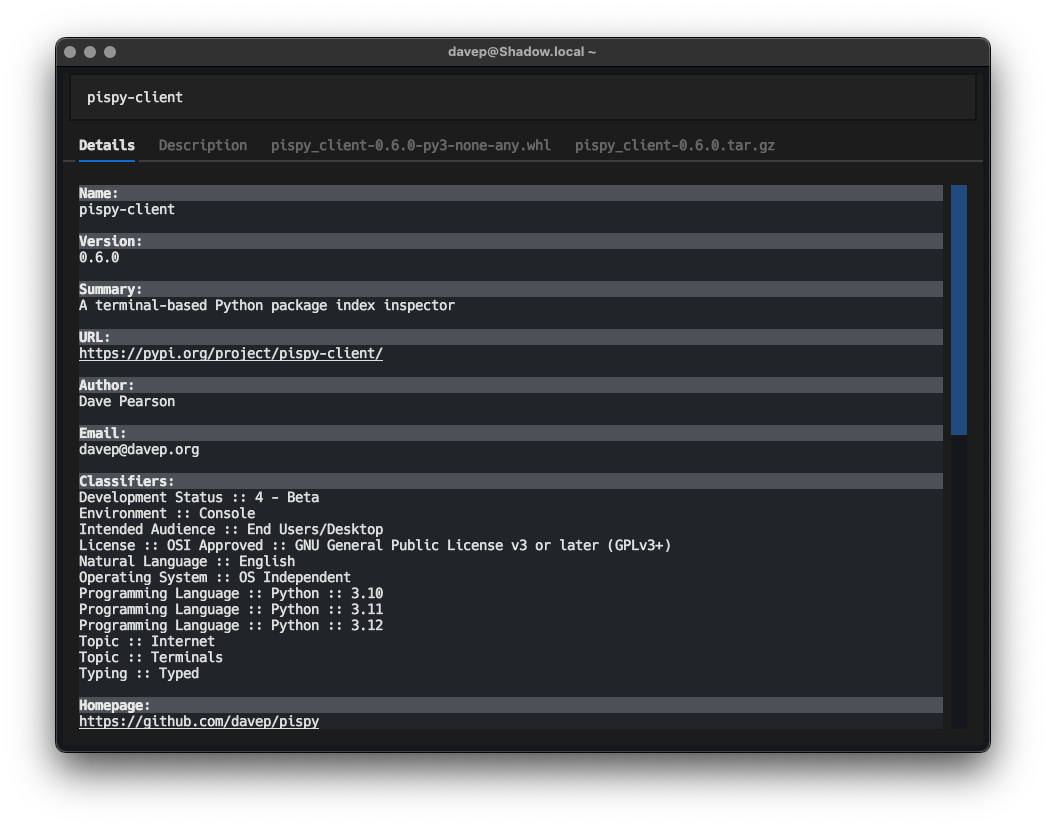 davep@Shadow.local ~
pispy-client
Details Description pispy_client-0.6.0-py3-none-any.whl pispy_client-0.6.0.tar.gz
Name:
pispy-client
Version:
0.6.0
Summary:
A terminal-based Python package index inspector
URL:
https://pypi.org/project/pispy-client/
Author:
Dave Pearson
Email:
davep@davep.org
Classifiers:
Development Status :: 4 - Beta
Environment :: Console
Intended Audience :: End Users/Desktop
License :: OSI Approved :: GNU General Public License v3 or later (GPLv3+)
Natural Language :: English
Operating System :: OS Independent
Programming Language :: Python :: 3.10
Programming Language :: Python :: 3.11
Programming Language :: Python :: 3.12
Topic :: Internet
Topic :: Terminals
Typing :: Typed
Homepage:
https://github.com/davep/pispy